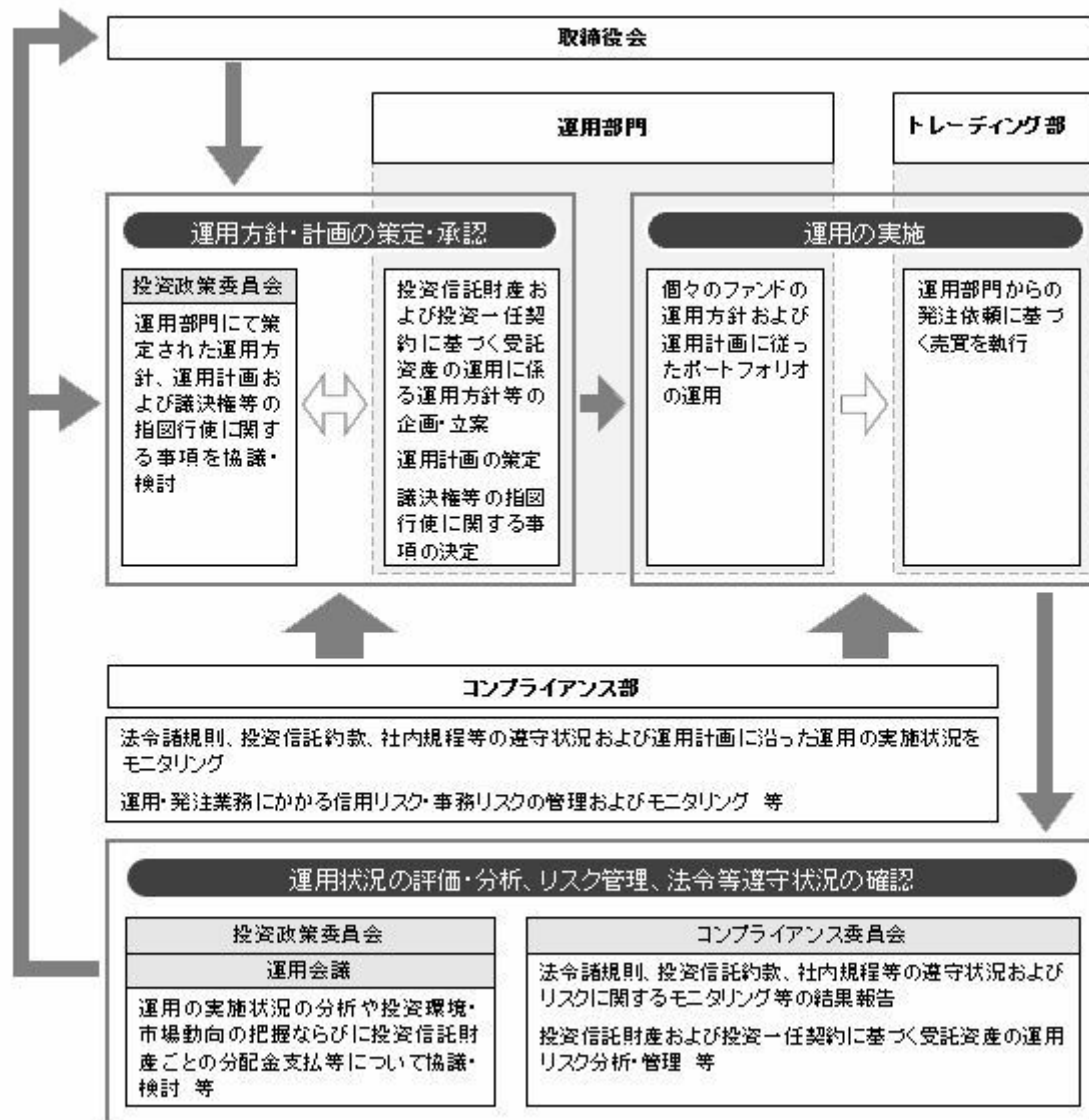 取締役会
運用部門
トレーディング部
運用方針・計画の策定・承認
投資政策委員会
運用部門にて策
定された運用方
針、運用計画お
よび議決権等の
指図行使に関す
る事項を協議・
検討
投資信託財産お
よび投資一任契
約に基づく受託
資産の運用に係
る運用方針等の
企画・立案
運用計画の策定
議決権等の指図
行使に関する事
項の決定
運用の実施
個々のファンドの
運用方針および
運用計画に従っ
たポートフォリオ
の運用
運用部門からの
発注依頼に基づ
く売買を執行
コンプライアンス部
法令諸規則、投資信託約款、社内規程等の遵守状況および運用計画に沿った運用の実施状況を
モニタリング
運用・発注業務にかかる信用リスク・事務リスクの管理およびモニタリング 等
運用状況の評価・分析、リスク管理、法令等遵守状況の確認
投資政策委員会
運用会議
運用の実施状況の分析や投資環境・
市場動向の把握ならびに投資信託財
産ごとの分配金支払等について協議・
検討 等
コンプライアンス委員会
法令諸規則、投資信託約款、社内規程等の遵守状況および
リスクに関するモニタリング等の結果報告
投資信託財産および投資一任契約に基づく受託資産の運用
リスク分析・管理 等